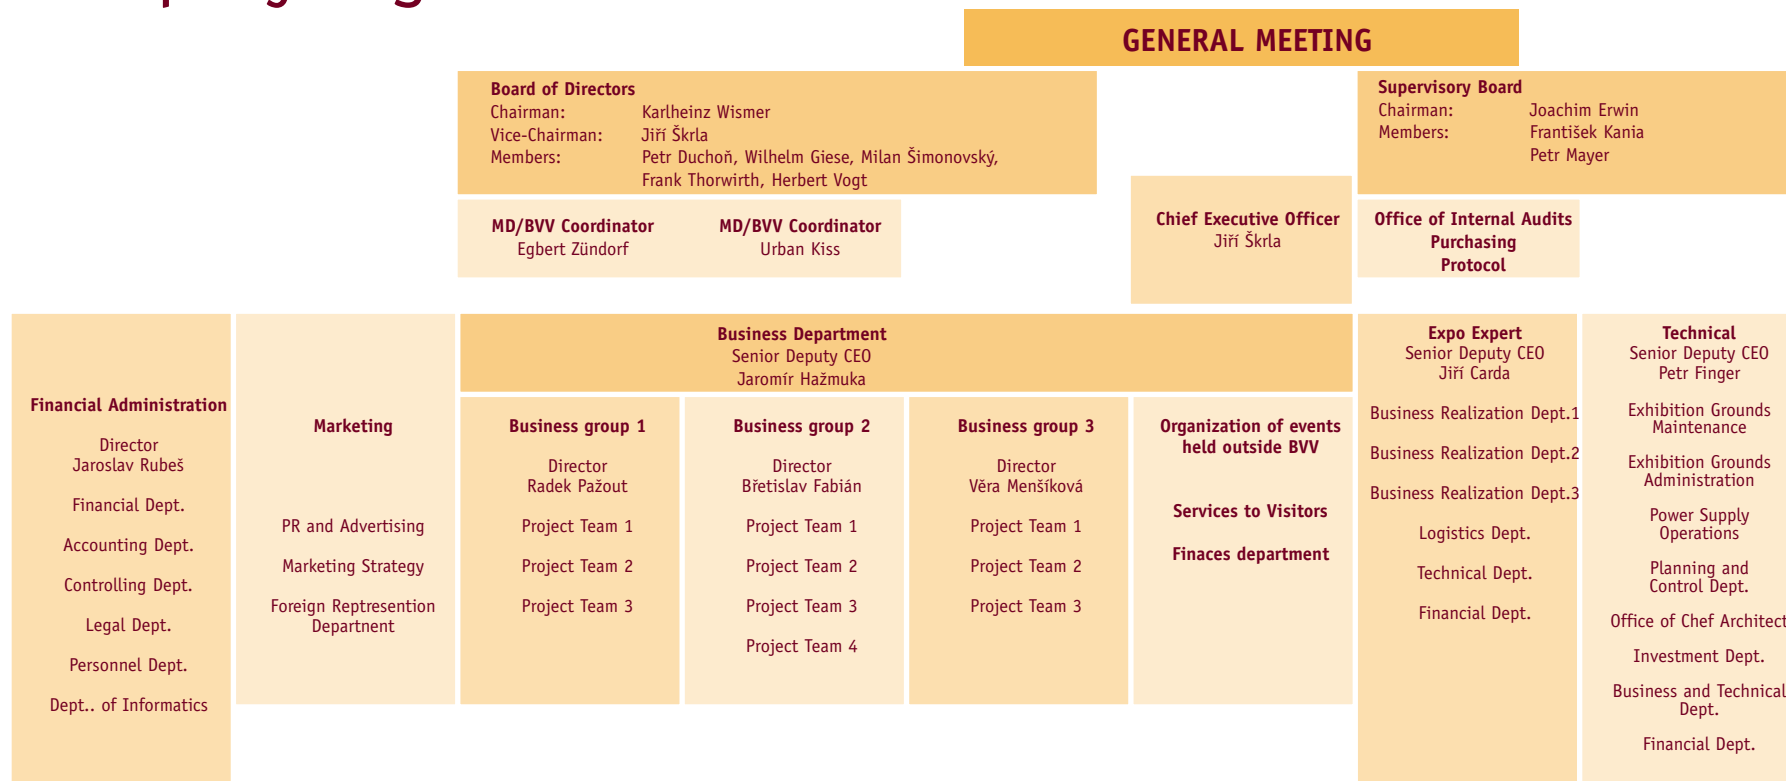 GENERAL MEETING
Board of Directors
Chairman: Karlheinz Wismer
Vice-Chairman: Jiří Škrla
Members: Petr Duchoň, Wilhelm Giese, Milan Šimonovský,
Frank Thorwirth, Herbert Vogt
Supervisory Board
Chairman: Joachim Erwin
Members: František Kania
Petr Mayer
MD/BVV Coordinator
Egbert Zündorf
MD/BVV Coordinator
Urban Kiss
Chief Executive Officer
Jiří Škrla
Office of Internal Audits
Purchasing
Protocol
Financial Administration
Director
Jaroslav Rubeš
Financial Dept.
Accounting Dept.
Controlling Dept.
Legal Dept.
Personnel Dept.
Dept.. of Informatics
Marketing
PR and Advertising
Marketing Strategy
Foreign Reptresention
Departnent
Business Department
Senior Deputy CEO
Jaromír Hažmuka
Business group 1
Director
Radek Pažout
Project Team 1
Project Team 2
Project Team 3
Business group 2
Director
Břetislav Fabián
Project Team 1
Project Team 2
Project Team 3
Project Team 4
Business group 3
Director
Věra Menšíková
Project Team 1
Project Team 2
Project Team 3
Organization of events
held outside BVV
Services to Visitors
Finaces department
Expo Expert
Senior Deputy CEO
Jiří Carda
Business Realization Dept.1
Business Realization Dept.2
Business Realization Dept.3
Logistics Dept.
Technical Dept.
Financial Dept.
Technical
Senior Deputy CEO
Petr Finger
Exhibition Grounds
Maintenance
Exhibition Grounds
Administration
Power Supply
Operations
Planning and
Control Dept.
Office of Chef Architect
Investment Dept.
Business and Technical
Dept.
Financial Dept.